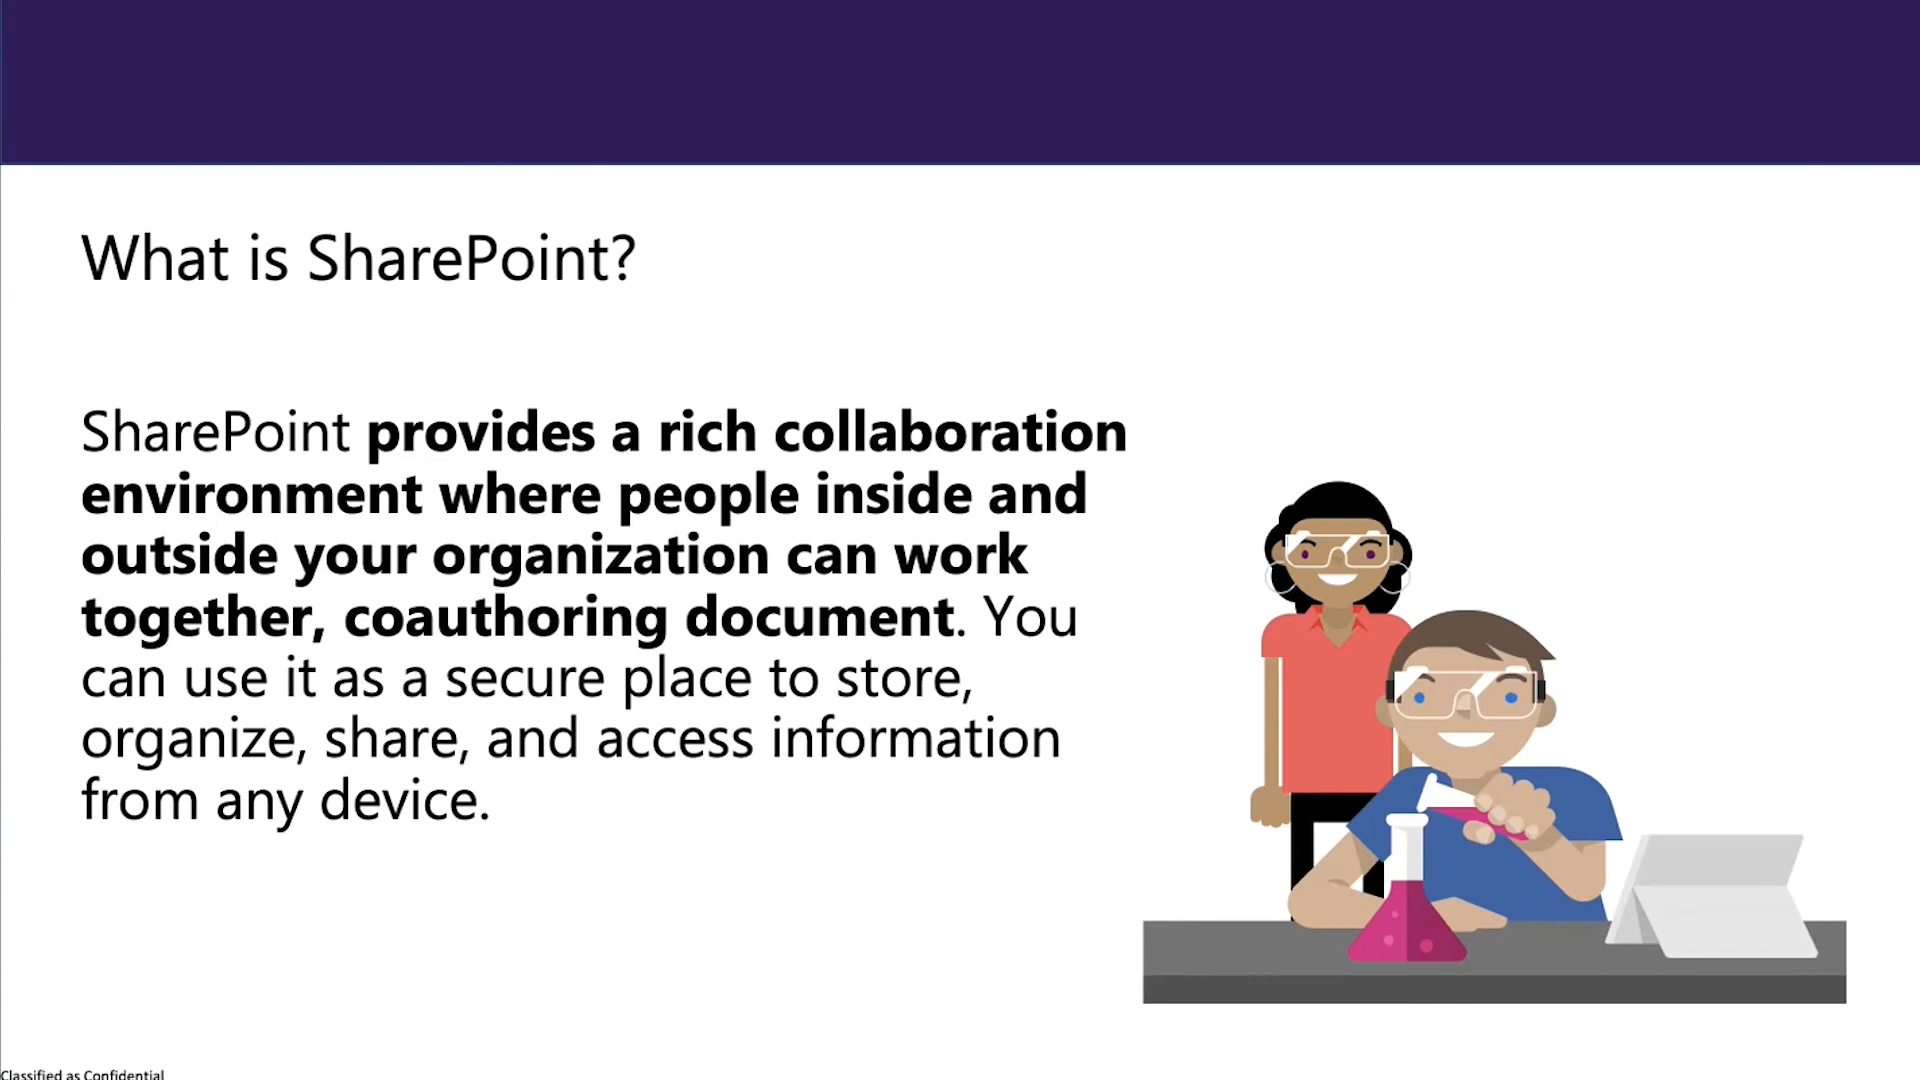 What is SharePoint?
SharePoint provides a rich collaboration
environment where people inside and
outside your organization can work
together, coauthoring document. You
can use it as a secure place to store,
organize, share, and access information
from any device.
Classified as Confidential